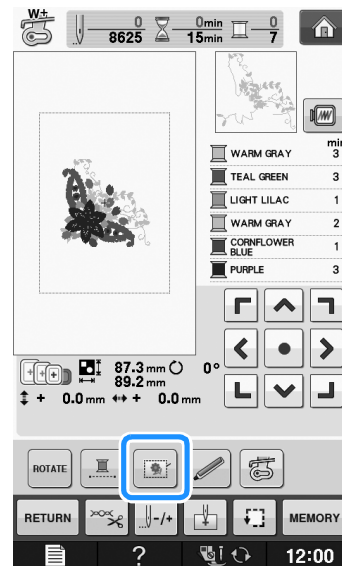 W+
0
8625
0min
15min
0
7
min
WARM GRAY 3
TEAL GREEN 3
LIGHT LILAC 1
WARM GRAY 2
CORNFLOWER BLUE 1
PURPLE 3
87.3 mm 0°
89.2 mm
+ 0.0 mm + 0.0 mm
ROTATE
RETURN -/+ MEMORY
? 12:00